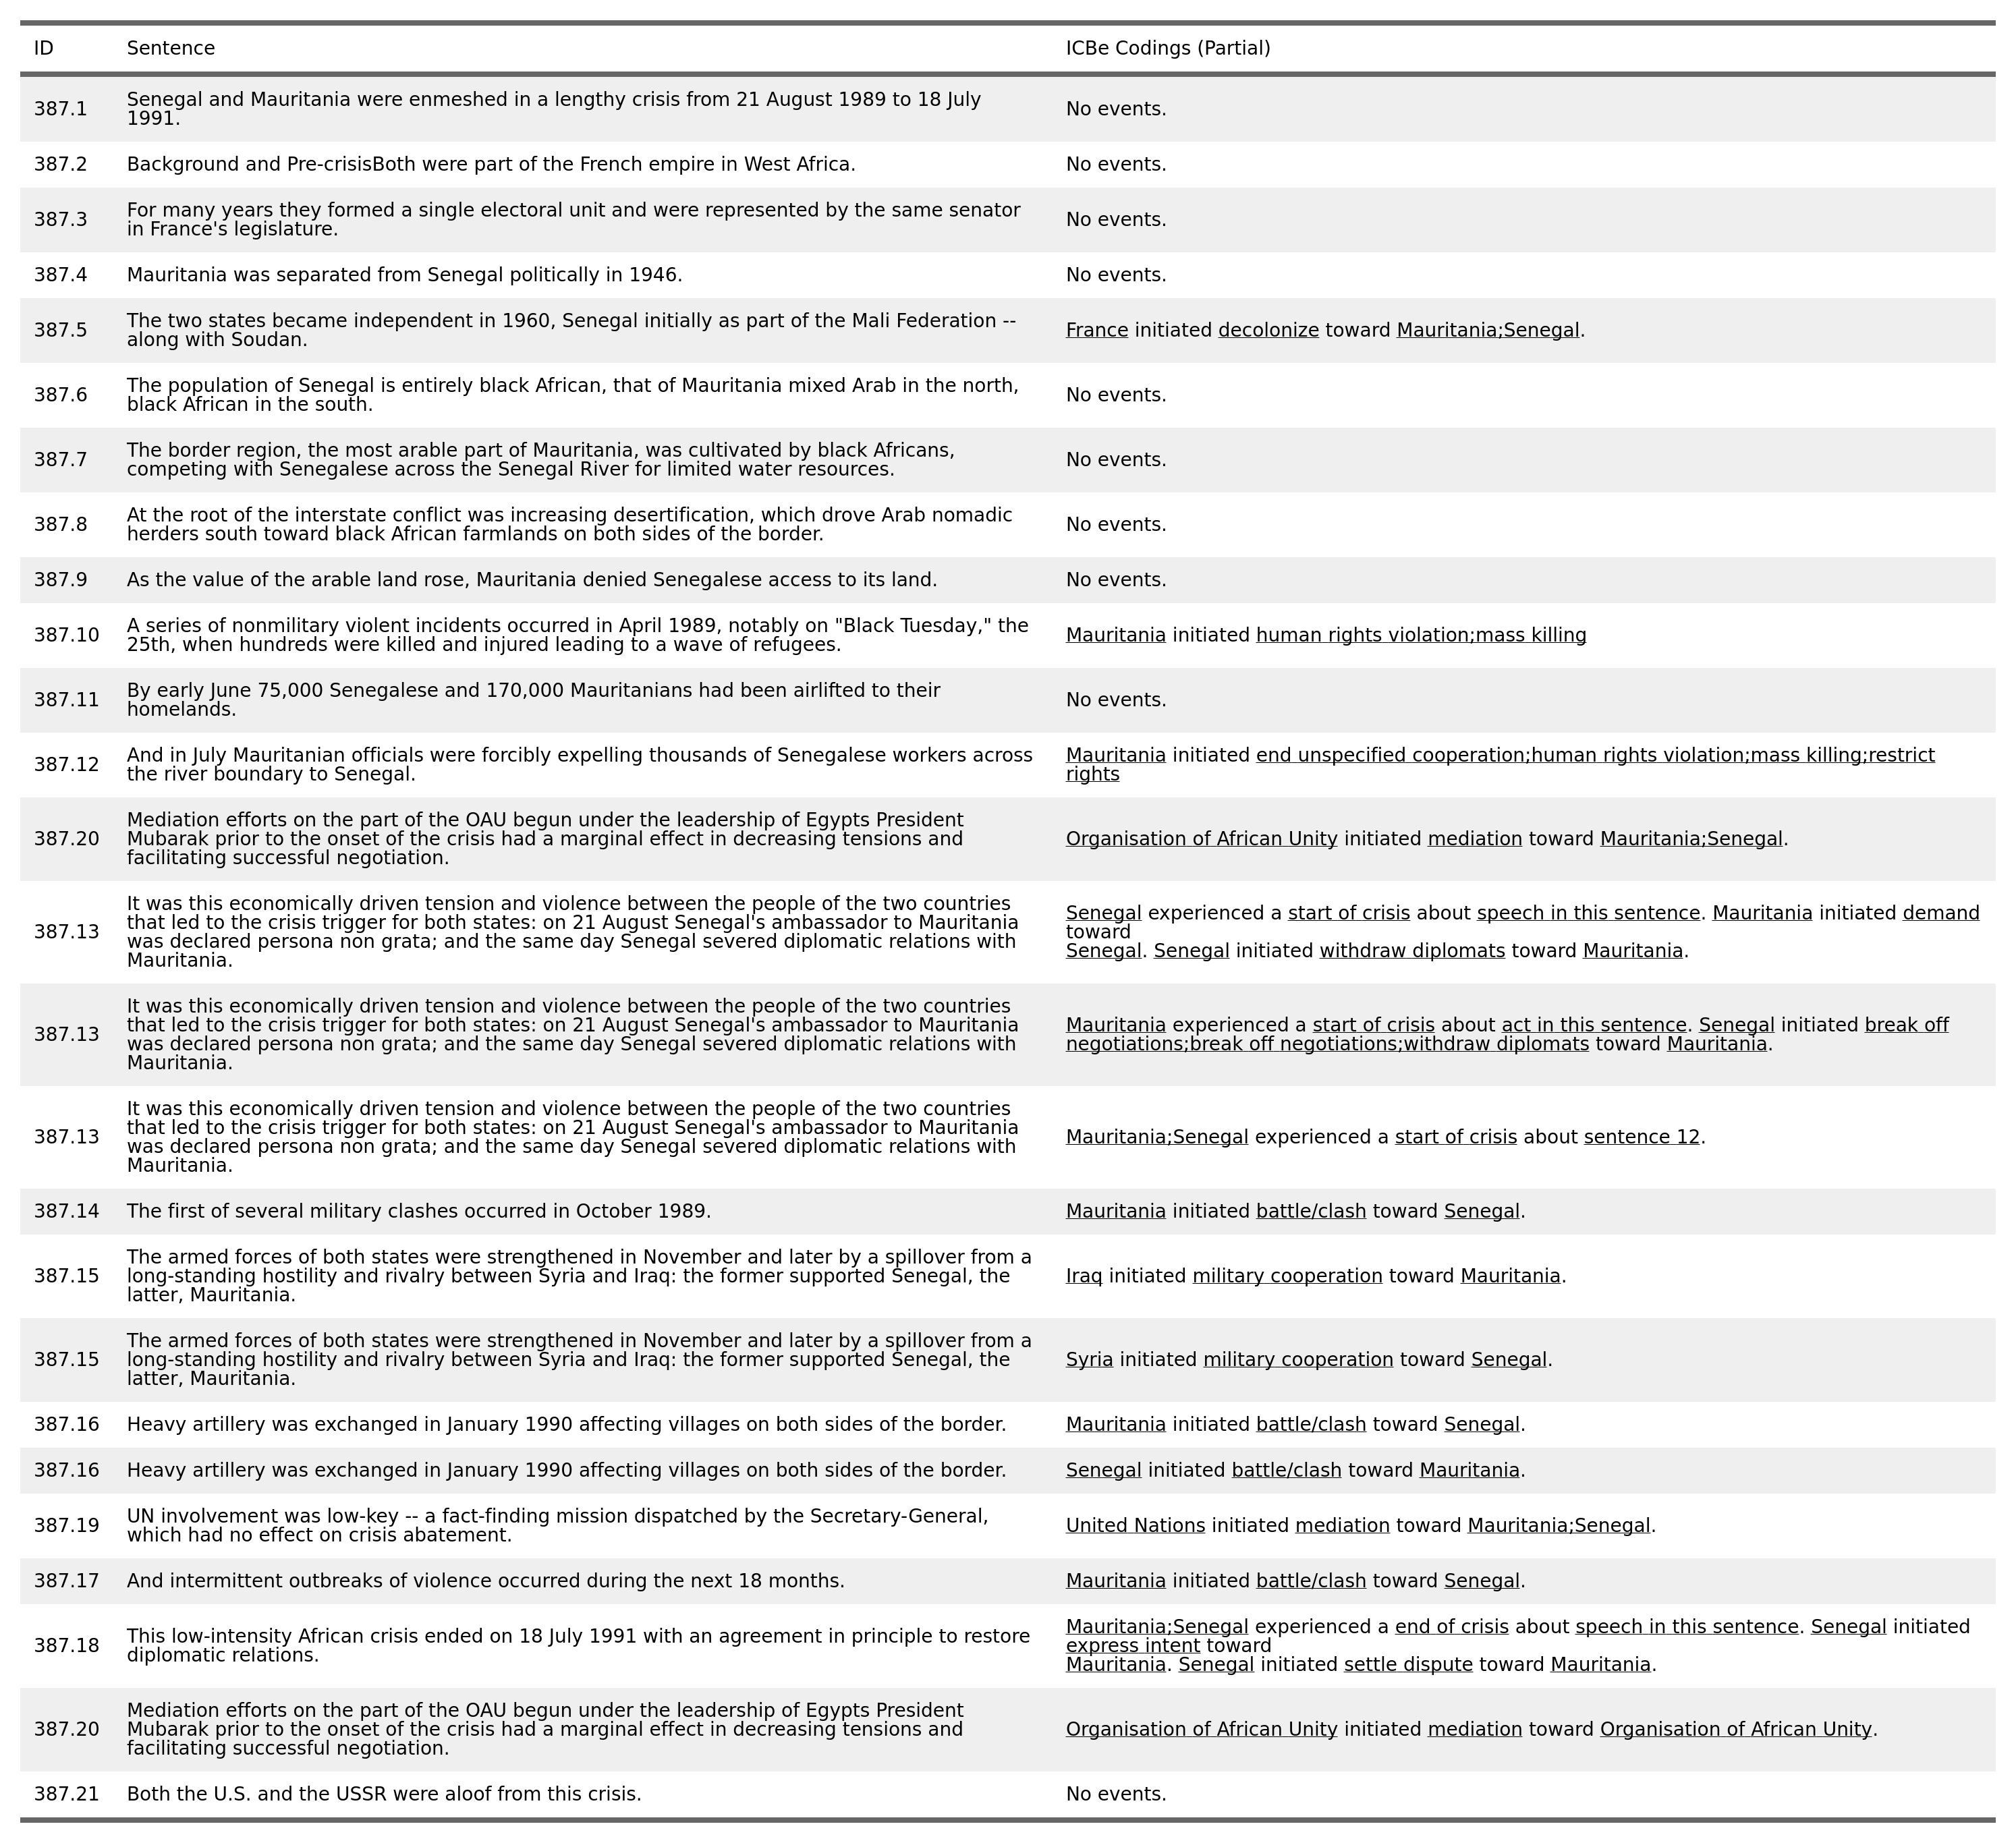 ID Sentence ICBe Codings (Partial)
387.1 Senegal and Mauritania were enmeshed in a lengthy crisis from 21 August 1989 to 18 July
1991. No events.
387.2 Background and Pre-crisisBoth were part of the French empire in West Africa. No events.
387.3 For many years they formed a single electoral unit and were represented by the same senator
in France's legislature. No events.
387.4 Mauritania was separated from Senegal politically in 1946. No events.
387.5 The two states became independent in 1960, Senegal initially as part of the Mali Federation --
along with Soudan. France initiated decolonize toward Mauritania;Senegal.
387.6 The population of Senegal is entirely black African, that of Mauritania mixed Arab in the north,
black African in the south. No events.
387.7 The border region, the most arable part of Mauritania, was cultivated by black Africans,
competing with Senegalese across the Senegal River for limited water resources. No events.
387.8 At the root of the interstate conflict was increasing desertification, which drove Arab nomadic
herders south toward black African farmlands on both sides of the border. No events.
387.9 As the value of the arable land rose, Mauritania denied Senegalese access to its land. No events.
387.10 A series of nonmilitary violent incidents occurred in April 1989, notably on "Black Tuesday," the
25th, when hundreds were killed and injured leading to a wave of refugees. Mauritania initiated human rights violation;mass killing
387.11 By early June 75,000 Senegalese and 170,000 Mauritanians had been airlifted to their
homelands. No events.
387.12 And in July Mauritanian officials were forcibly expelling thousands of Senegalese workers across
the river boundary to Senegal. Mauritania initiated end unspecified cooperation;human rights violation;mass killing;restrict
rights
387.20 Mediation efforts on the part of the OAU begun under the leadership of Egypts President
Mubarak prior to the onset of the crisis had a marginal effect in decreasing tensions and
facilitating successful negotiation. Organisation of African Unity initiated mediation toward Mauritania;Senegal.
387.13 It was this economically driven tension and violence between the people of the two countries
that led to the crisis trigger for both states: on 21 August Senegal's ambassador to Mauritania
was declared persona non grata; and the same day Senegal severed diplomatic relations with
Mauritania. Senegal experienced a start of crisis about speech in this sentence. Mauritania initiated demand
toward
Senegal. Senegal initiated withdraw diplomats toward Mauritania.
387.13 It was this economically driven tension and violence between the people of the two countries
that led to the crisis trigger for both states: on 21 August Senegal's ambassador to Mauritania
was declared persona non grata; and the same day Senegal severed diplomatic relations with
Mauritania. Mauritania experienced a start of crisis about act in this sentence. Senegal initiated break off
negotiations;break off negotiations;withdraw diplomats toward Mauritania.
387.13 It was this economically driven tension and violence between the people of the two countries
that led to the crisis trigger for both states: on 21 August Senegal's ambassador to Mauritania
was declared persona non grata; and the same day Senegal severed diplomatic relations with
Mauritania. Mauritania;Senegal experienced a start of crisis about sentence 12.
387.14 The first of several military clashes occurred in October 1989. Mauritania initiated battle/clash toward Senegal.
387.15 The armed forces of both states were strengthened in November and later by a spillover from a
long-standing hostility and rivalry between Syria and Iraq: the former supported Senegal, the
latter, Mauritania. Iraq initiated military cooperation toward Mauritania.
387.15 The armed forces of both states were strengthened in November and later by a spillover from a
long-standing hostility and rivalry between Syria and Iraq: the former supported Senegal, the
latter, Mauritania. Syria initiated military cooperation toward Senegal.
387.16 Heavy artillery was exchanged in January 1990 affecting villages on both sides of the border. Mauritania initiated battle/clash toward Senegal.
387.16 Heavy artillery was exchanged in January 1990 affecting villages on both sides of the border. Senegal initiated battle/clash toward Mauritania.
387.19 UN involvement was low-key -- a fact-finding mission dispatched by the Secretary-General,
which had no effect on crisis abatement. United Nations initiated mediation toward Mauritania;Senegal.
387.17 And intermittent outbreaks of violence occurred during the next 18 months. Mauritania initiated battle/clash toward Senegal.
387.18 This low-intensity African crisis ended on 18 July 1991 with an agreement in principle to restore
diplomatic relations. Mauritania;Senegal experienced a end of crisis about speech in this sentence. Senegal initiated
express intent toward
Mauritania. Senegal initiated settle dispute toward Mauritania.
387.20 Mediation efforts on the part of the OAU begun under the leadership of Egypts President
Mubarak prior to the onset of the crisis had a marginal effect in decreasing tensions and
facilitating successful negotiation. Organisation of African Unity initiated mediation toward Organisation of African Unity.
387.21 Both the U.S. and the USSR were aloof from this crisis. No events.